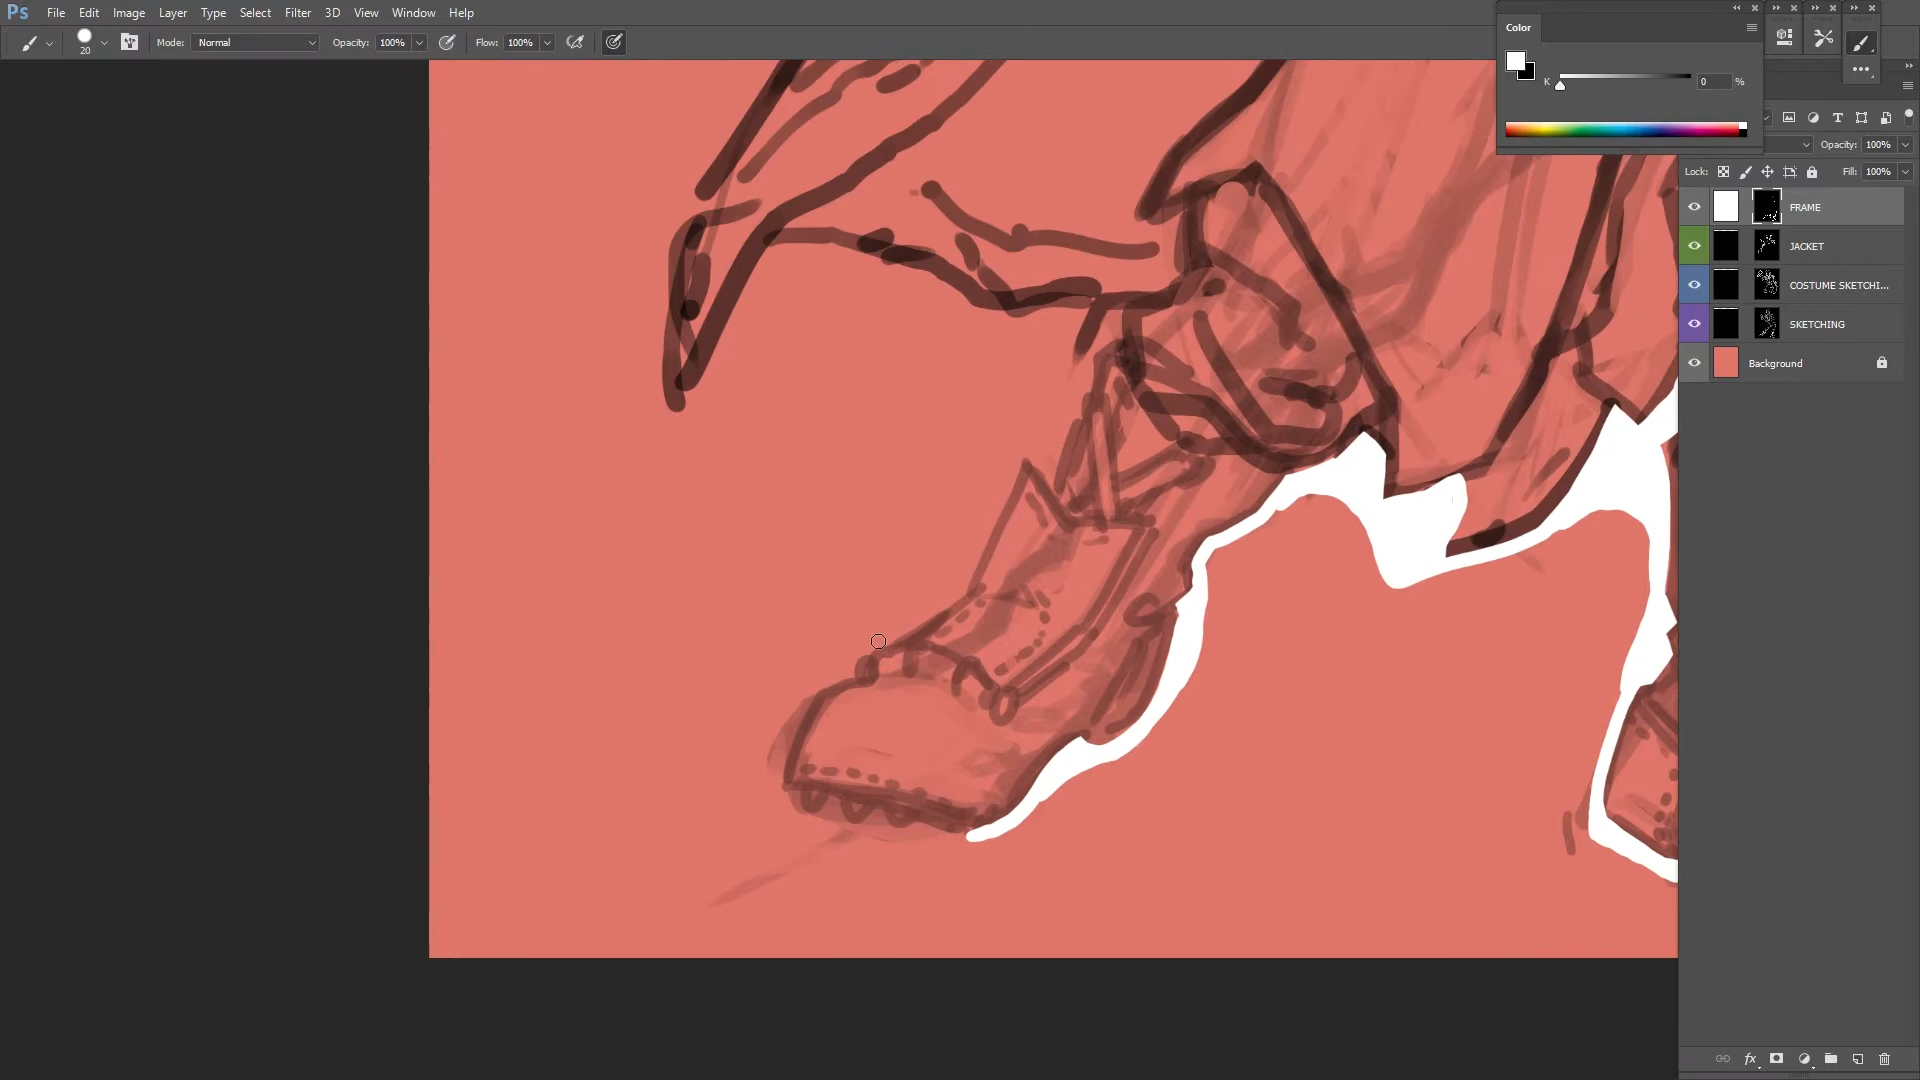 Ps File Edit Image Layer Type Select Filter 3D View Window Help
20 Mode: Normal Opacity: 100% Flow: 100%
Color
K 0 %
Opacity: 100%
Lock: Fill: 100%
FRAME
JACKET
COSTUME SKETCHI...
SKETCHING
Background
fx